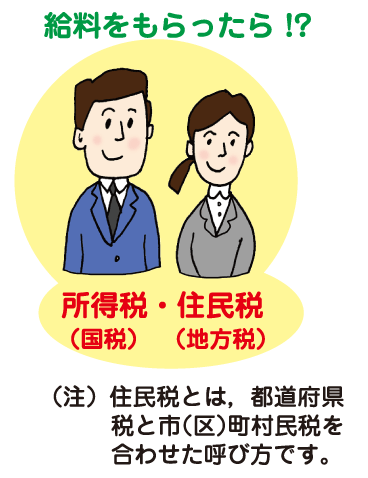 給料をもらったら!?
所得税・住民税
（国税）（地方税）
（注）住民税とは，都道府県
税と市（区）町村民税を
合わせた呼び方です。